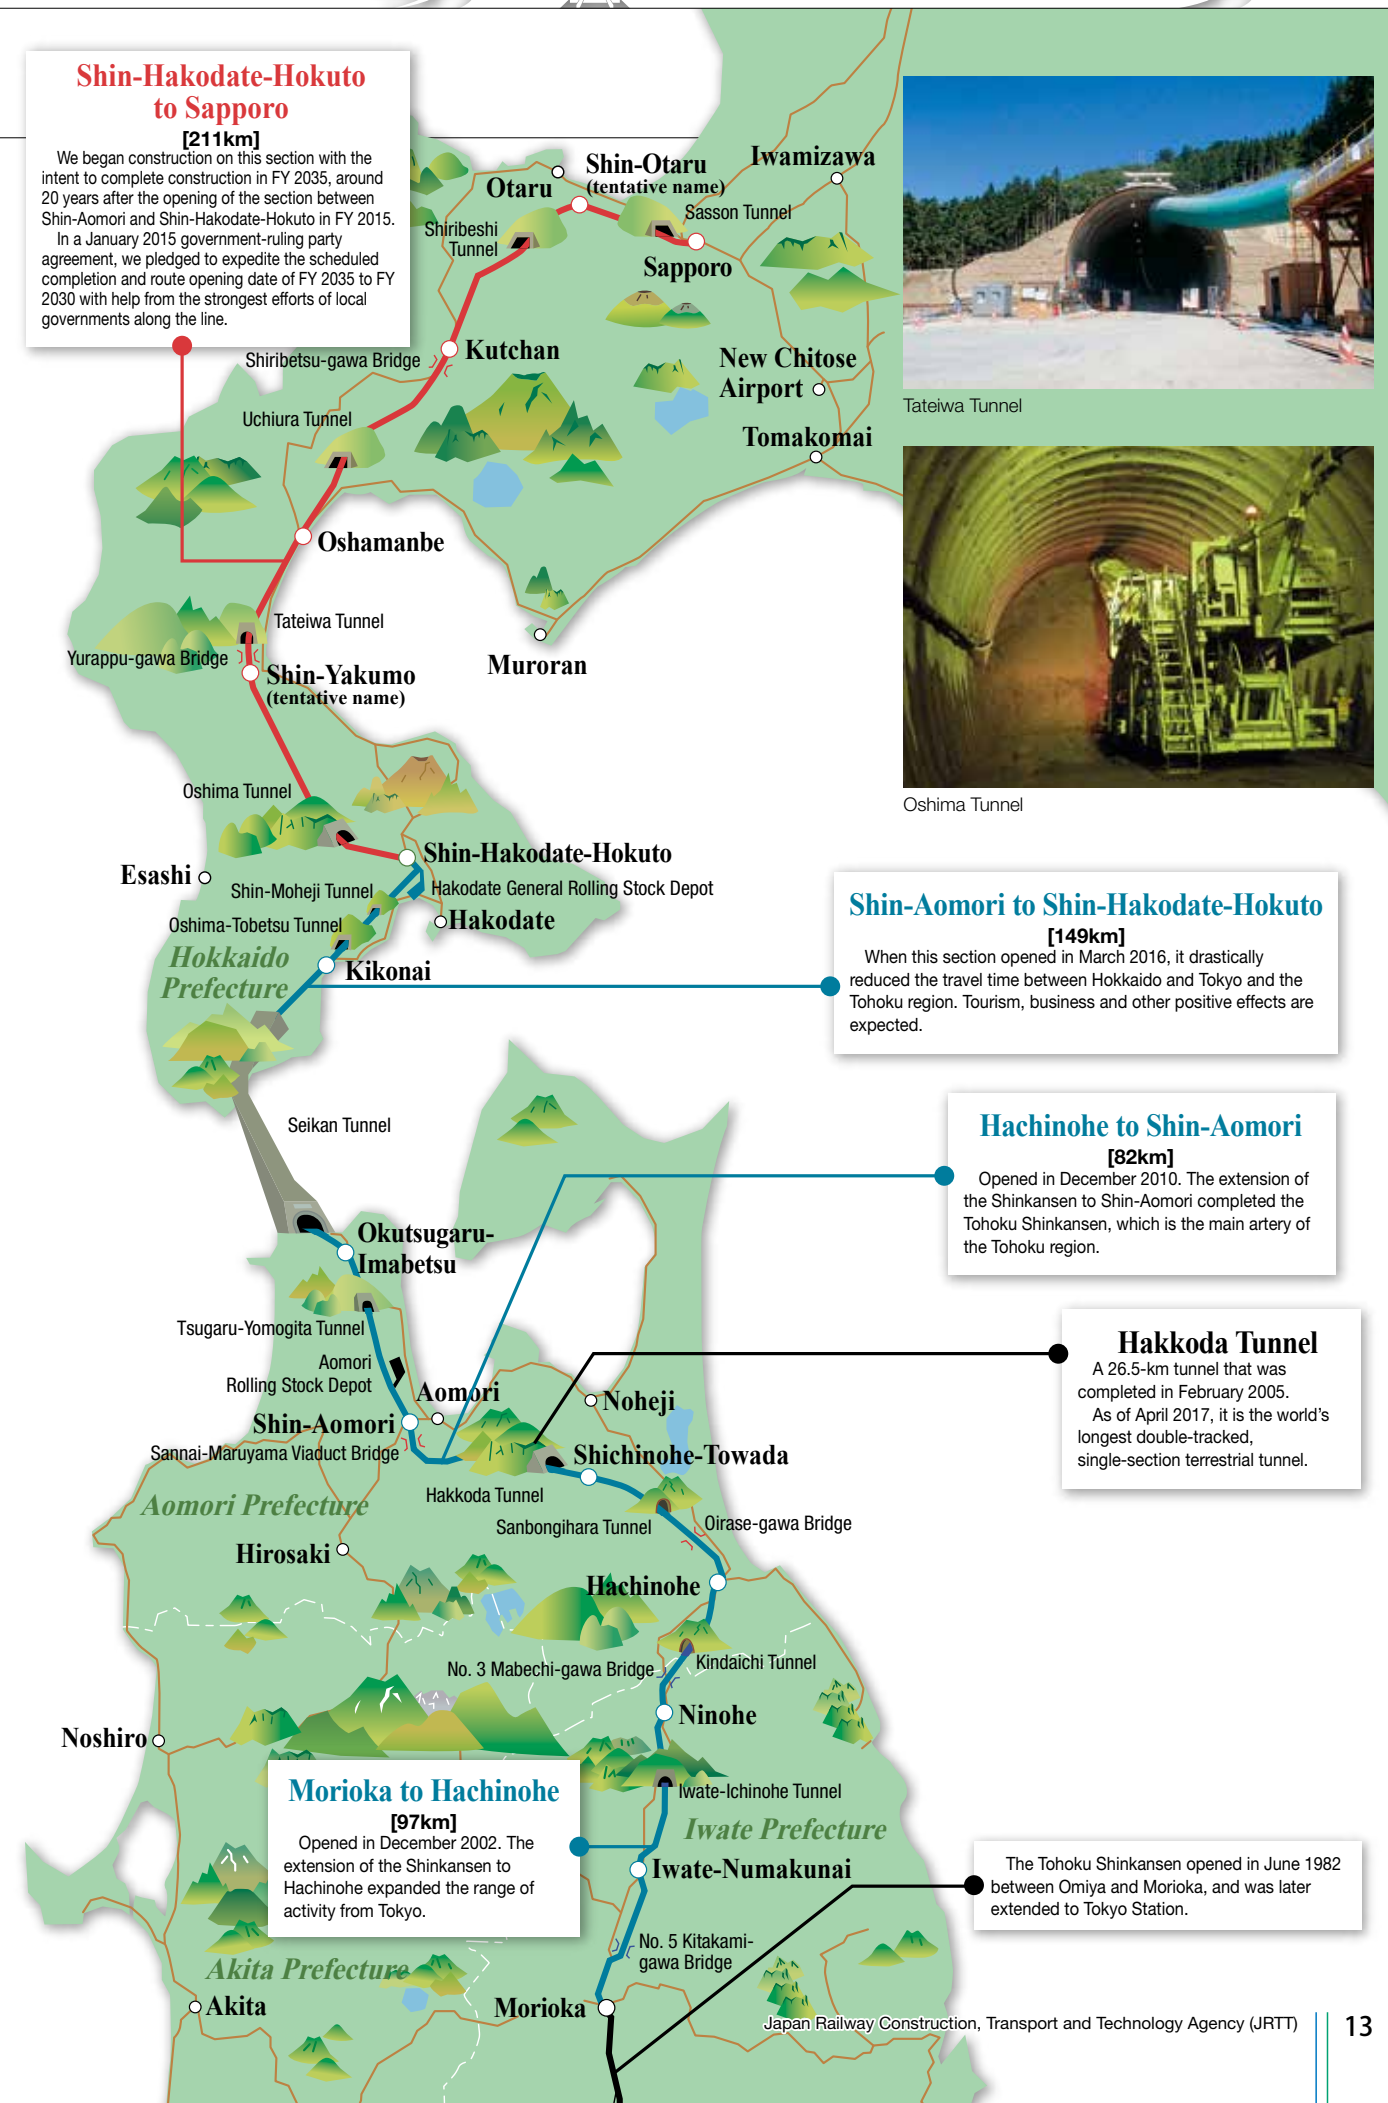 Shin-Hakodate-Hokuto
to Sapporo
[211km]
We began construction on this section with the
intent to complete construction in FY 2035, around
20 years after the opening of the section between
Shin-Aomori and Shin-Hakodate-Hokuto in FY 2015.
In a January 2015 government-ruling party
agreement, we pledged to expedite the scheduled
completion and route opening date of FY 2035 to FY
2030 with help from the strongest efforts of local
governments along the line.
Shin-Otaru
(tentative name)
Otaru
Iwamizawa
Sasson Tunnel
Shiribeshi
Tunnel
Sapporo
Shiribetsu-gawa Bridge
Kutchan
New Chitose
Airport
Tateiwa Tunnel
Uchiura Tunnel
Tomakomai
Oshamanbe
Tateiwa Tunnel
Yurappu-gawa Bridge
Shin-Yakumo
(tentative name)
Muroran
Oshima Tunnel
Oshima Tunnel
Shin-Hakodate-Hokuto
Esashi
Shin-Moheji Tunnel
Hakodate General Rolling Stock Depot
Oshima-Tobetsu Tunnel
Hakodate
Hokkaido
Prefecture
Kikonai
Shin-Aomori to Shin-Hakodate-Hokuto
[149km]
When this section opened in March 2016, it drastically
reduced the travel time between Hokkaido and Tokyo and the
Tohoku region. Tourism, business and other positive effects are
expected.
Seikan Tunnel
Hachinohe to Shin-Aomori
[82km]
Opened in December 2010. The extension of
the Shinkansen to Shin-Aomori completed the
Tohoku Shinkansen, which is the main artery of
the Tohoku region.
Okutsugaru-
Imabetsu
Tsugaru-Yomogita Tunnel
Aomori
Rolling Stock Depot
Aomori
Noheji
Hakkoda Tunnel
A 26.5-km tunnel that was
completed in February 2005.
As of April 2017, it is the world's
longest double-tracked,
single-section terrestrial tunnel.
Shin-Aomori
Sannai-Maruyama Viaduct Bridge
Shichinohe-Towada
Hakkoda Tunnel
Aomori Prefecture
Sanbongihara Tunnel
Oirase-gawa Bridge
Hirosaki
Hachinohe
No. 3 Mabechi-gawa Bridge
Kindaichi Tunnel
Ninohe
Noshiro
Iwate-Ichinohe Tunnel
Morioka to Hachinohe
[97km]
Opened in December 2002. The
extension of the Shinkansen to
Hachinohe expanded the range of
activity from Tokyo.
Iwate Prefecture
Iwate-Numakunai
The Tohoku Shinkansen opened in June 1982
between Omiya and Morioka, and was later
extended to Tokyo Station.
No. 5 Kitakami-
gawa Bridge
Akita Prefecture
Akita
Morioka
Japan Railway Construction, Transport and Technology Agency (JRTT)
13